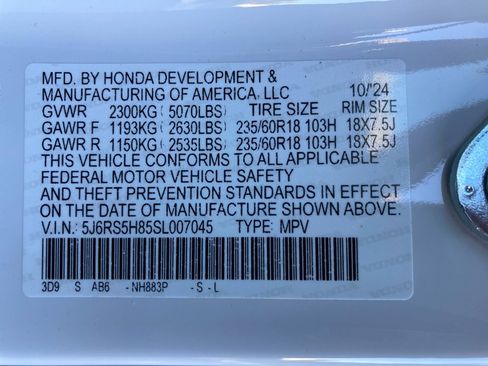 MFD. BY HONDA DEVELOPMENT &
MANUFACTURING OF AMERICA, LLC 10/'24
GVWR 2300KG(5070LBS) TIRE SIZE RIM SIZE
GAWR F 1193KG(2630LBS) 235/60R18 103H 18X7.5J
GAWR R 1150KG(2535LBS) 235/60R18 103H 18X7.5J
THIS VEHICLE CONFORMS TO ALL APPLICABLE
FEDERAL MOTOR VEHICLE SAFETY
AND THEFT PREVENTION STANDARDS IN EFFECT
ON THE DATE OF MANUFACTURE SHOWN ABOVE.
V.I.N.: 5J6RS5H85SL007045 TYPE: MPV
3D9 S AB6 -NH883P -S-L